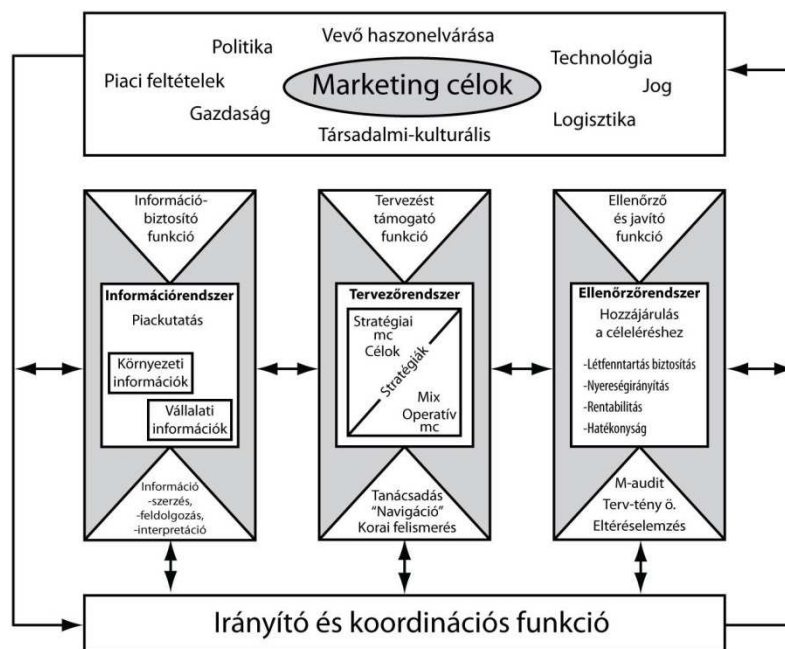 Vevő haszonelvárása
Politika
Technológia
Piaci feltételek
Marketing célok
Jog
Gazdaság
Logisztika
Társadalmi-kulturális
Információ-
biztosító
funkció
Információrendszer
Piackutatás
Környezeti
információk
Vállalati
információk
Információ
-szerzés,
-feldolgozás,
-interpretáció
Tervezést
támogató
funkció
Tervezőrendszer
Stratégiai
mc
Célok
Stratégiák
Mix
Operatív
mc
Tanácsadás
"Navigáció"
Korai felismerés
Ellenőrző
és javító
funkció
Ellenőrzőrendszer
Hozzájárulás
a céleléréshez
-Létfenntartás biztosítás
-Nyereségirányítás
-Rentabilitás
-Hatékonyság
M-audit
Terv-tény ö.
Eltéréselemzés
Irányító és koordinációs funkció